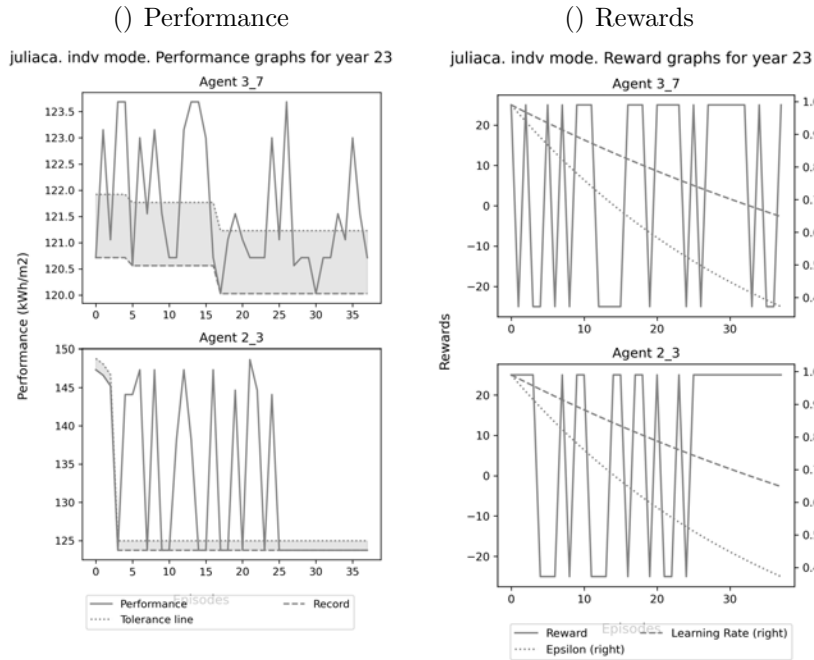 () Performance
() Rewards
juliaca. indv mode. Performance graphs for year 23
juliaca. indv mode. Reward graphs for year 23
Agent 3_7
123.5
123.0
122.5
122.0
121.5
121.0
120.5
120.0
0 5 10 15 20 25 30 35
Agent 2_3
150
145
140
135
130
125
0 5 10 15 20 25 30 35
Performance (kWh/m2)
Episodes
Performance
Record
Tolerance line
Agent 3_7
20
10
0
−10
−20
0 10 20 30
Agent 2_3
20
10
0
−10
−20
0 10 20 30
Rewards
Episodes
Reward
Learning Rate (right)
Epsilon (right)